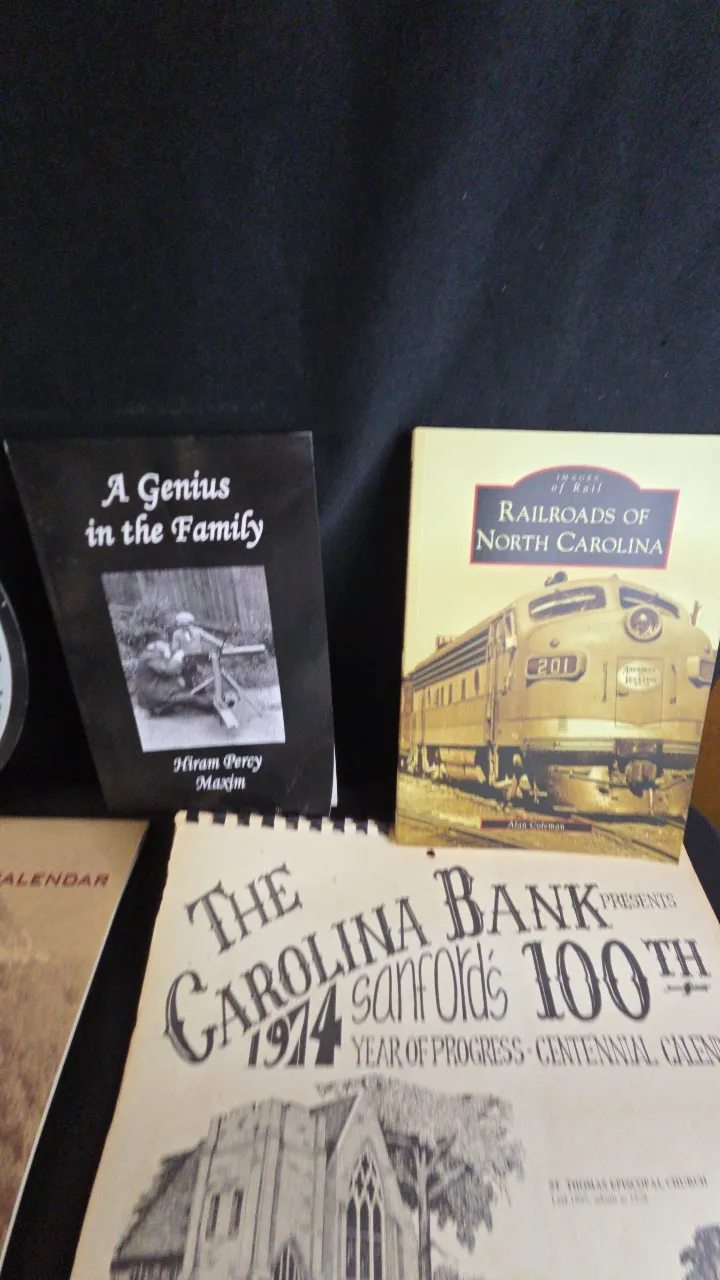 A Genius
in the Family
Hiram Percy
Maxim
IMAGES
of Rail
RAILROADS OF
NORTH CAROLINA
201
Alan Coleman
ALENDAR
THE
CAROLINA BANK PRESENTS
1974 sanford's 100TH
YEAR OF PROGRESS - CENTENNIAL CALEN
ST. THOMAS EPISCOPAL CHURCH